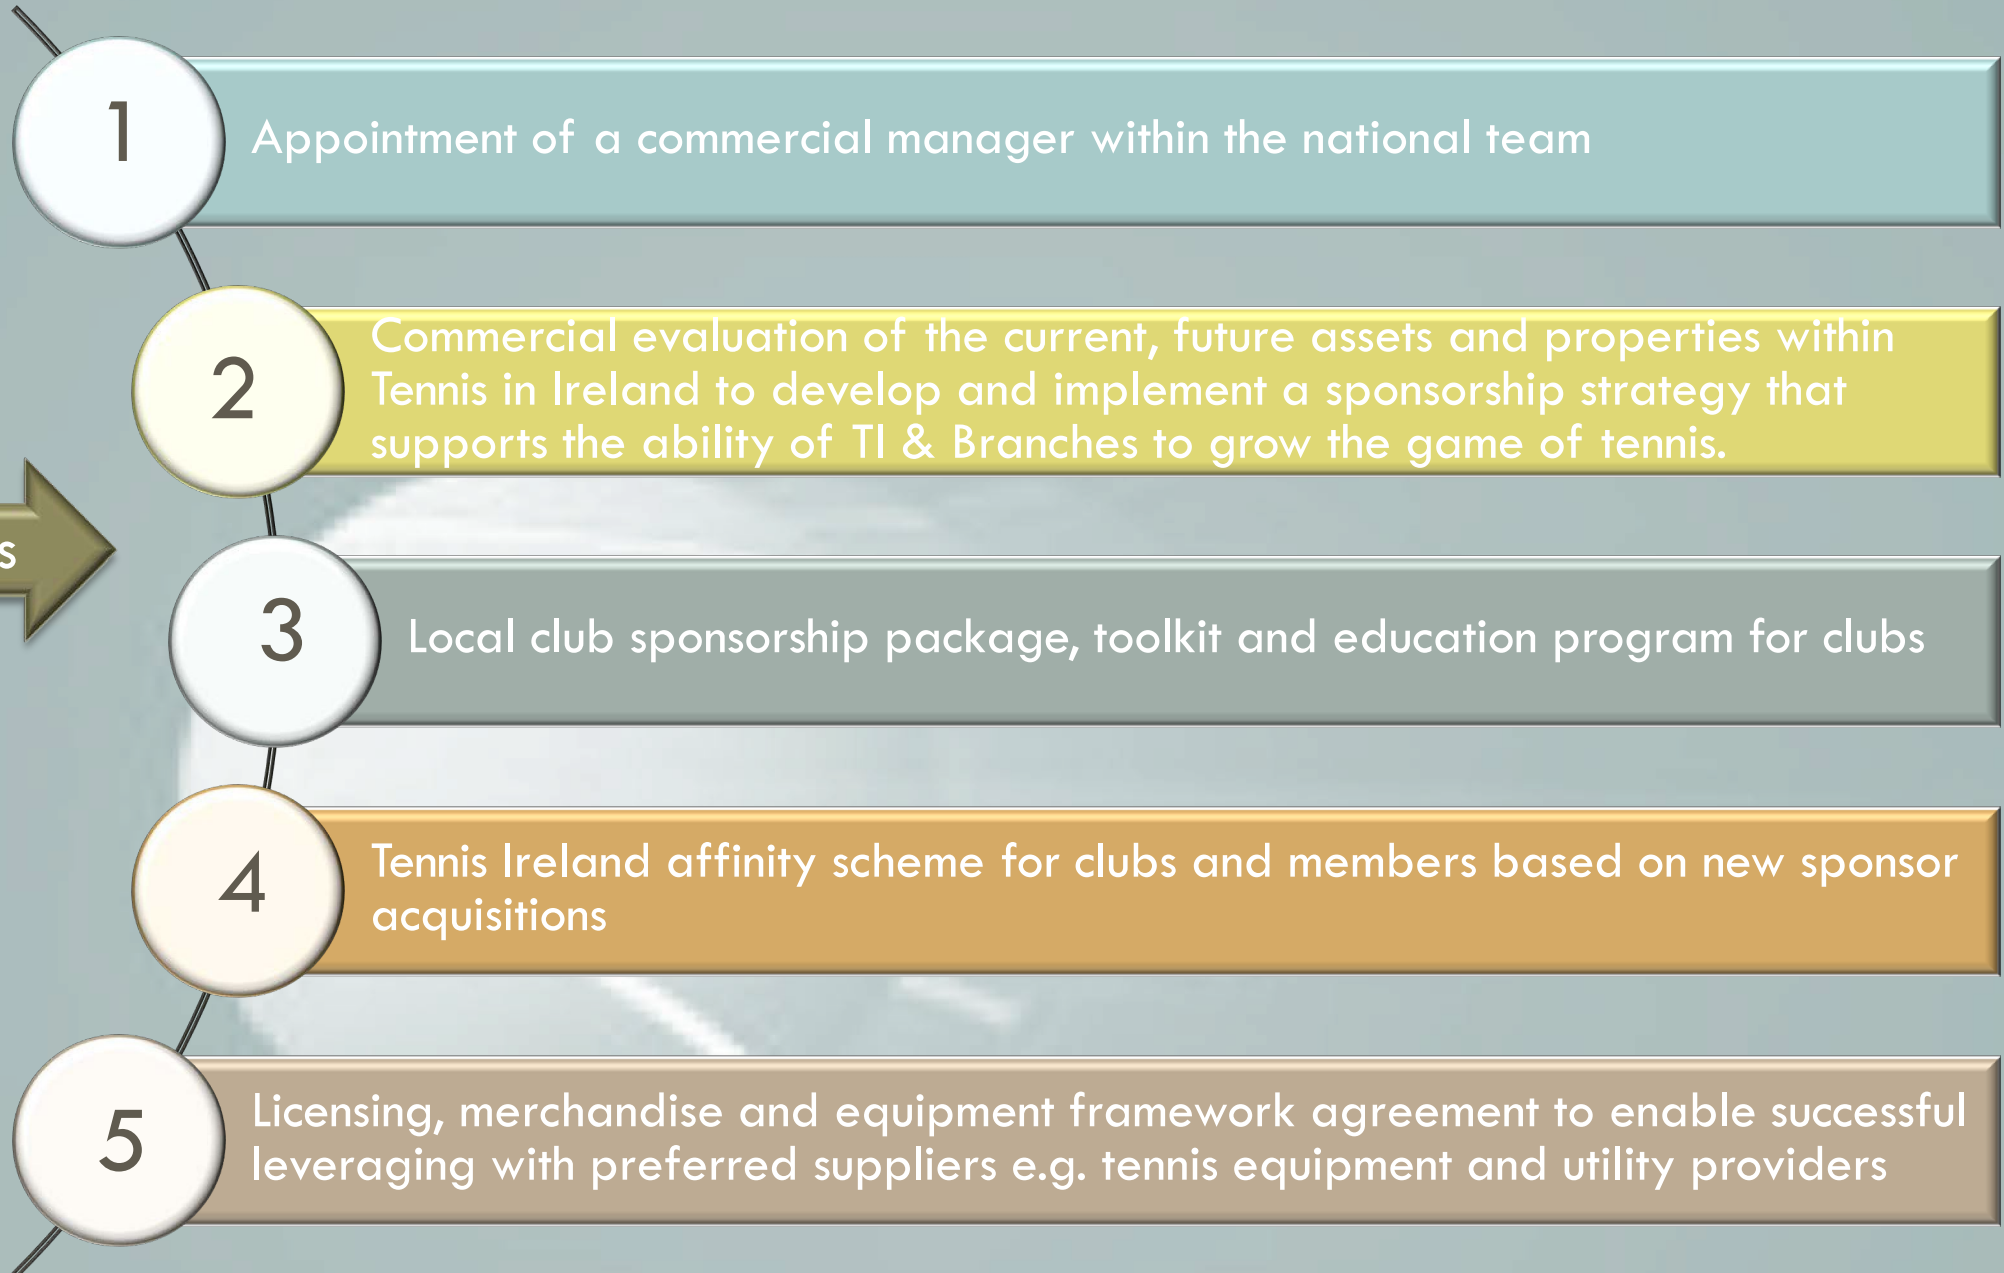 1
Appointment of a commercial manager within the national team
2
Commercial evaluation of the current, future assets and properties within
Tennis in Ireland to develop and implement a sponsorship strategy that
supports the ability of TI & Branches to grow the game of tennis.
3
Local club sponsorship package, toolkit and education program for clubs
4
Tennis Ireland affinity scheme for clubs and members based on new sponsor
acquisitions
5
Licensing, merchandise and equipment framework agreement to enable successful
leveraging with preferred suppliers e.g. tennis equipment and utility providers